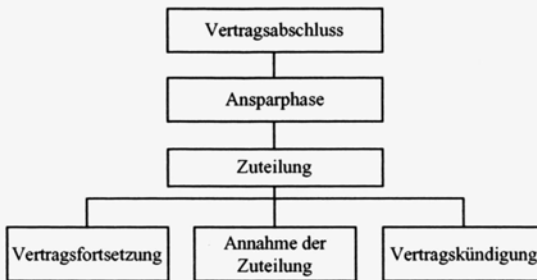 Vertragsabschluss
Ansparphase
Zuteilung
Vertragsfortsetzung
Annahme der
Zuteilung
Vertragskündigung